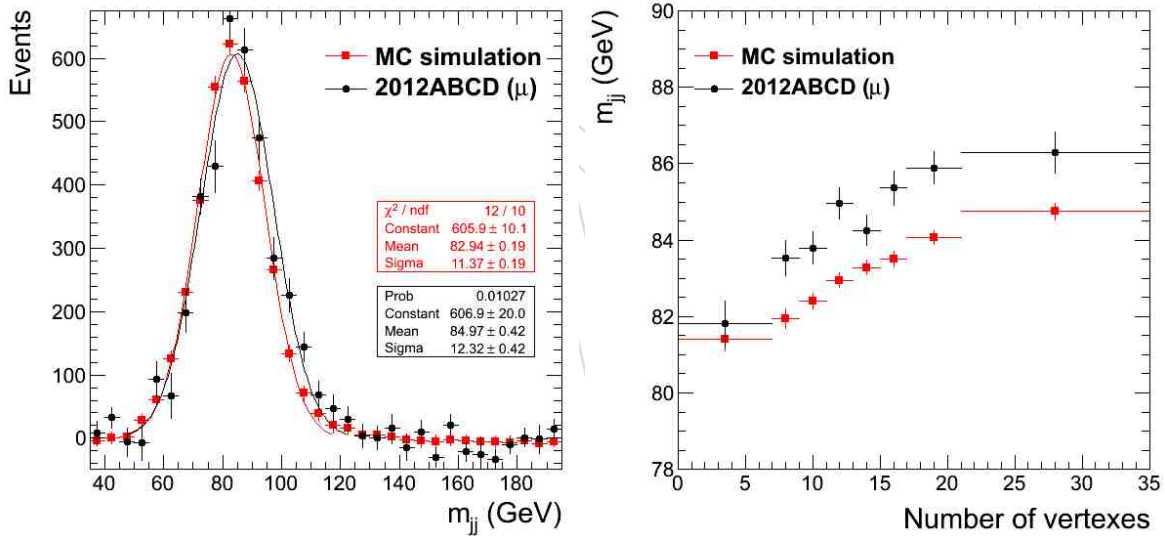 Events
600
500
400
300
200
100
0
40 60 80 100 120 140 160 180
m_jj (GeV)
MC simulation
2012ABCD (μ)
χ² / ndf 12 / 10
Constant 605.9 ± 10.1
Mean 82.94 ± 0.19
Sigma 11.37 ± 0.19
Prob 0.01027
Constant 606.9 ± 20.0
Mean 84.97 ± 0.42
Sigma 12.32 ± 0.42
m_jj (GeV)
90
88
86
84
82
80
78
0 5 10 15 20 25 30 35
Number of vertexes
MC simulation
2012ABCD (μ)